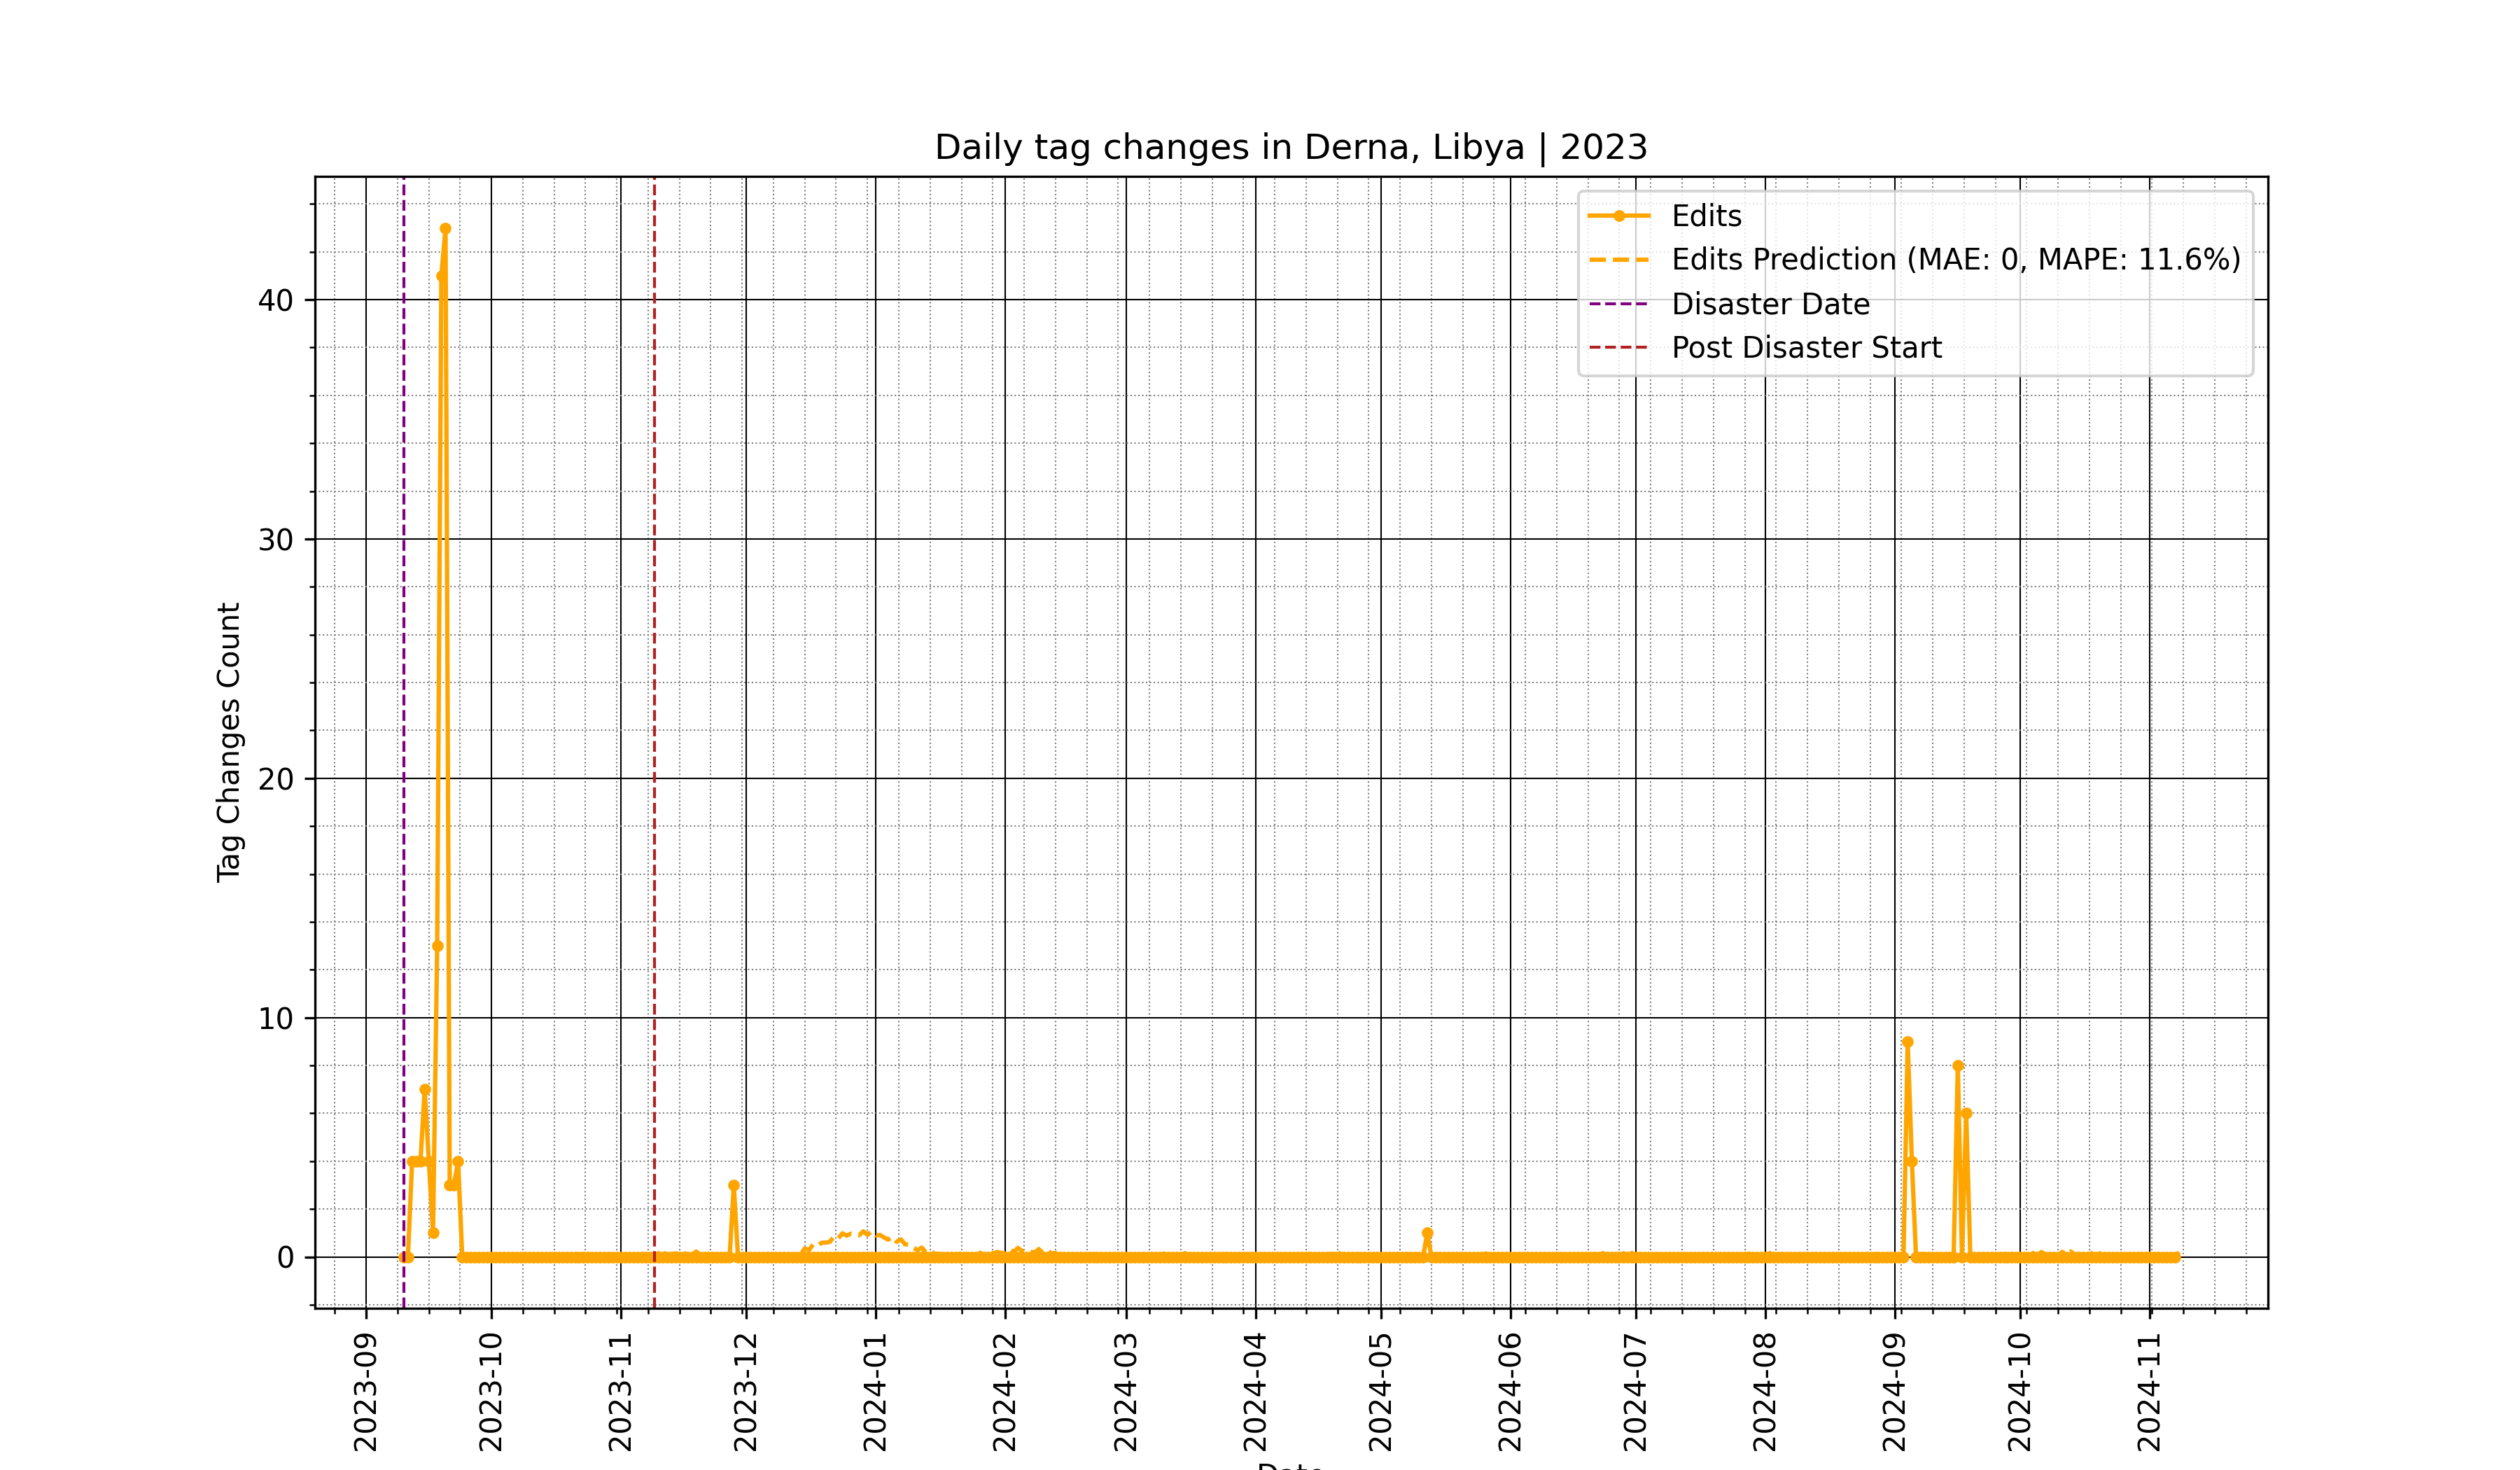 Daily tag changes in Derna, Libya | 2023
Edits
Edits Prediction (MAE: 0, MAPE: 11.6%)
Disaster Date
Post Disaster Start
Tag Changes Count
40
30
20
10
0
2023-09
2023-10
2023-11
2023-12
2024-01
2024-02
2024-03
2024-04
2024-05
2024-06
2024-07
2024-08
2024-09
2024-10
2024-11
Date